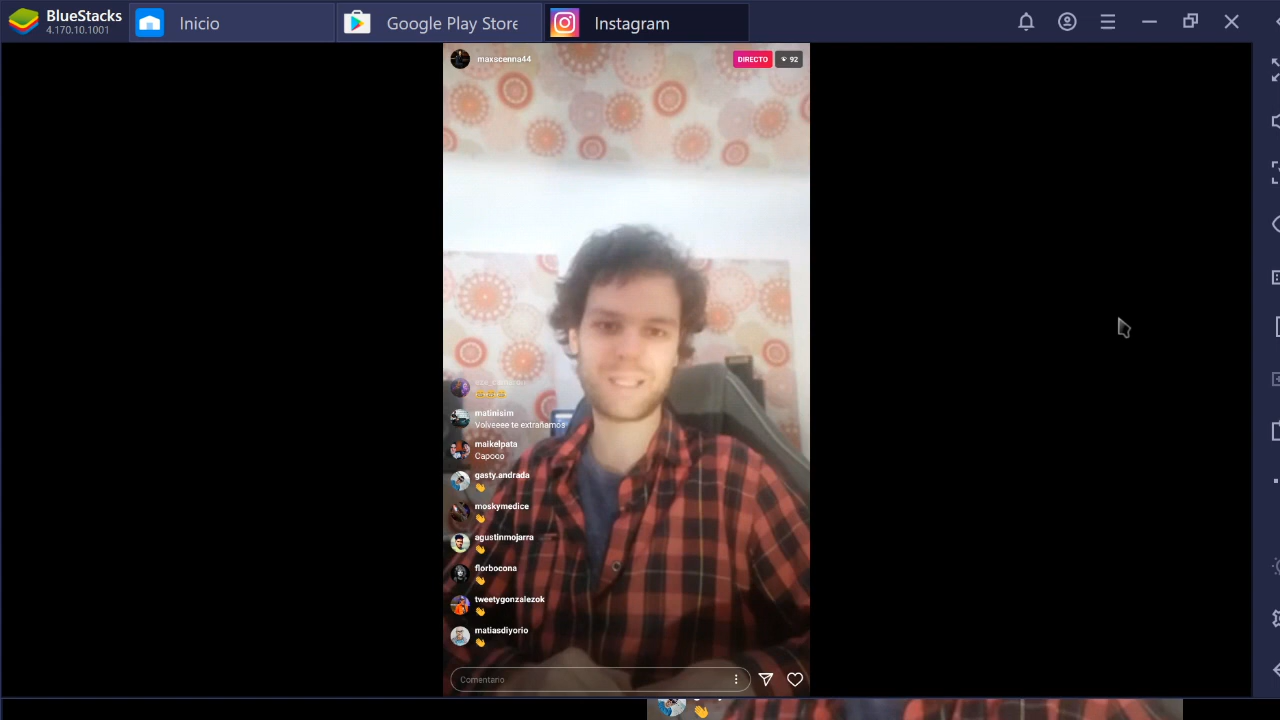 BlueStacks
4.170.10.1001
Inicio
Google Play Store
Instagram
maxscenna44
DIRECTO
92
matinisim
Volveeee te extrañamos
maikelpata
Capooo
gasty.andrada
moskymedice
agustinmojarra
florbocona
tweetygonzalezok
matiasdiyorio
Comentario